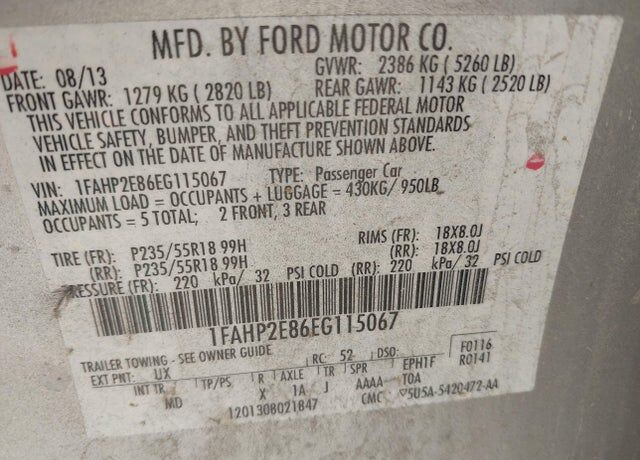 MFD. BY FORD MOTOR CO.
DATE: 08/13 GVWR: 2386 KG (5260 LB)
FRONT GAWR: 1279 KG (2820 LB) REAR GAWR: 1143 KG (2520 LB)
THIS VEHICLE CONFORMS TO ALL APPLICABLE FEDERAL MOTOR
VEHICLE SAFETY, BUMPER, AND THEFT PREVENTION STANDARDS
IN EFFECT ON THE DATE OF MANUFACTURE SHOWN ABOVE.
VIN: 1FAHP2E86EG115067 TYPE: Passenger Car
MAXIMUM LOAD = OCCUPANTS + LUGGAGE = 430KG/ 950LB
OCCUPANTS = 5 TOTAL; 2 FRONT, 3 REAR
TIRE (FR): P235/55R18 99H RIMS (FR): 18X8.0J
(RR): P235/55R18 99H (RR): 18X8.0J
ESSURE (FR): 220 kPa/ 32 PSI COLD (RR): 220 kPa/ 32 PSI COLD
1FAHP2E86EG115067
TRAILER TOWING - SEE OWNER GUIDE F0116
EXT PNT: UX RC: 52 DSO: R0141
INT TR TP/PS R AXLE TR SPR EPH1F
MD X 1A J AAAA T0A
1201308021847 CMC 5U5A-5420472-AA